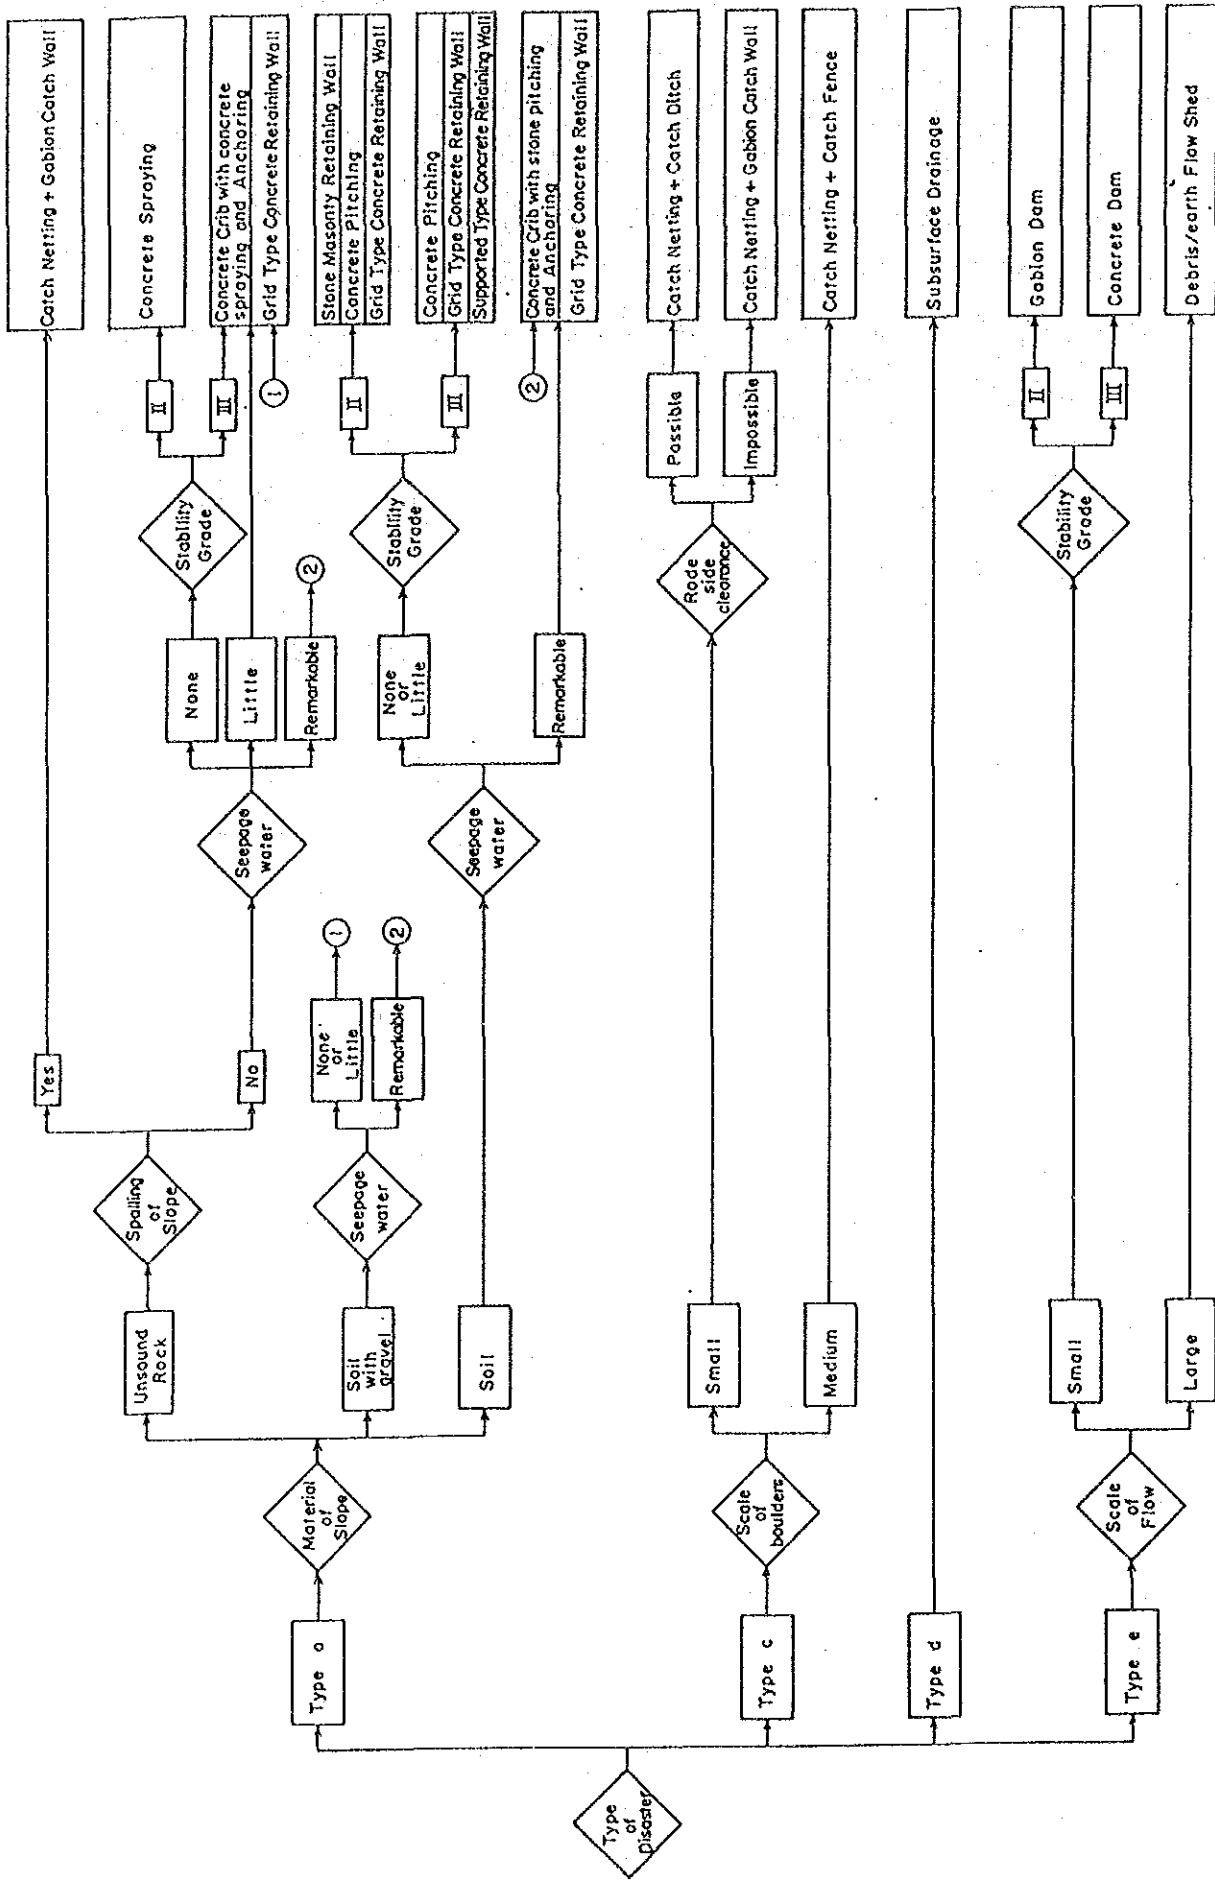 Type
of
Disaster
Type a
Type c
Type d
Type e
Material
of
Slope
Scale
of
boulders
Scale
of
Flow
Unsound
Rock
Soil
with
gravel
Soil
Small
Medium
Small
Large
Spalling
of
Slope
Seepage
water
Yes
No
None
or
Little
Remarkable
1
2
Seepage
water
Seepage
water
None
Little
Remarkable
2
None
or
Little
Remarkable
Rode
side
clearance
Stability
Grade
Stability
Grade
Stability
Grade
II
III
1
II
III
2
Possible
Impossible
II
III
Catch Netting + Gabion Catch Wall
Concrete Spraying
Concrete Crib with concrete
spraying and Anchoring
Grid Type Concrete Retaining Wall
Stone Masonty Retaining Wall
Concrete Pitching
Grid Type Concrete Retaining Wall
Concrete Pitching
Grid Type Concrete Retaining Wall
Supported Type Concrete Retaining Wall
Concrete Crib with stone pitching
and Anchoring
Grid Type Concrete Retaining Wall
Catch Netting + Catch Ditch
Catch Netting + Gabion Catch Wall
Catch Netting + Catch Fence
Subsurface Drainage
Gabion Dam
Concrete Dam
Debris/earth Flow Shed